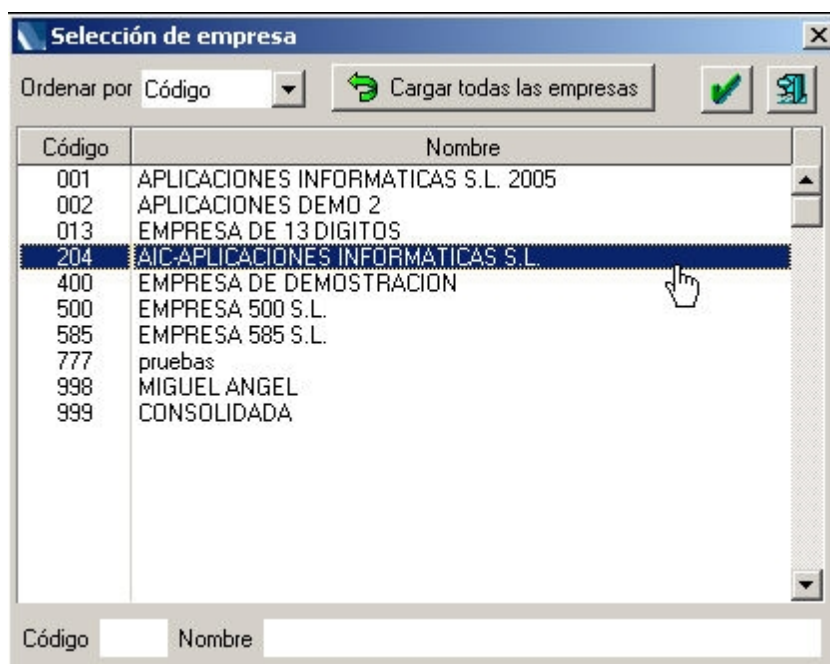 Selección de empresa
Ordenar por Código Cargar todas las empresas
Código Nombre
001 APLICACIONES INFORMATICAS S.L. 2005
002 APLICACIONES DEMO 2
013 EMPRESA DE 13 DIGITOS
204 AIC-APLICACIONES INFORMATICAS S.L.
400 EMPRESA DE DEMOSTRACION
500 EMPRESA 500 S.L.
585 EMPRESA 585 S.L.
777 pruebas
998 MIGUEL ANGEL
999 CONSOLIDADA
Código Nombre